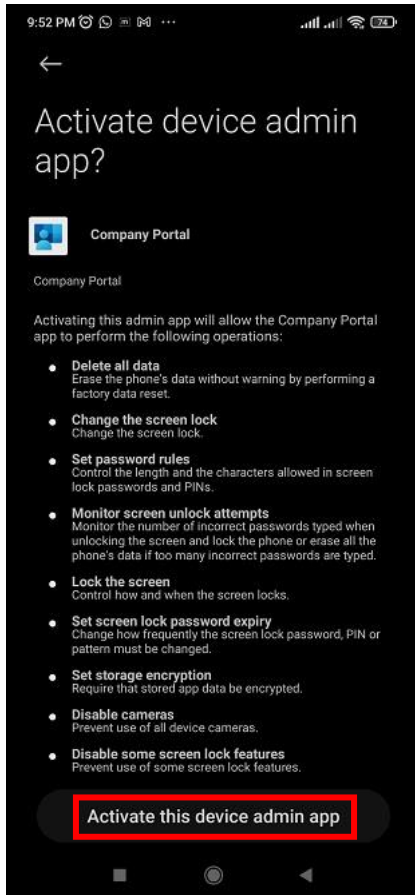 9:52 PM
74
Activate device admin
app?
Company Portal
Company Portal
Activating this admin app will allow the Company Portal
app to perform the following operations:
Delete all data
Erase the phone's data without warning by performing a
factory data reset.
Change the screen lock
Change the screen lock.
Set password rules
Control the length and the characters allowed in screen
lock passwords and PINs.
Monitor screen unlock attempts
Monitor the number of incorrect passwords typed when
unlocking the screen and lock the phone or erase all the
phone's data if too many incorrect passwords are typed.
Lock the screen
Control how and when the screen locks.
Set screen lock password expiry
Change how frequently the screen lock password, PIN or
pattern must be changed.
Set storage encryption
Require that stored app data be encrypted.
Disable cameras
Prevent use of all device cameras.
Disable some screen lock features
Prevent use of some screen lock features.
Activate this device admin app